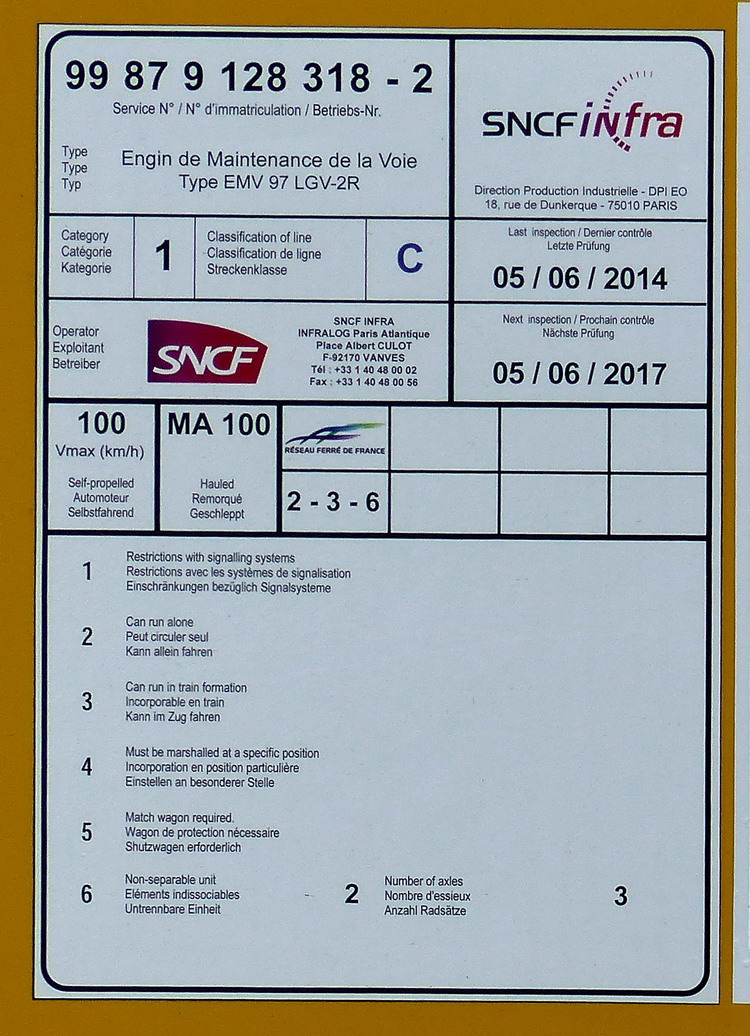 99 87 9 128 318 - 2
Service N° / N° d'immatriculation / Betriebs-Nr.
Type
Type
Typ
Engin de Maintenance de la Voie
Type EMV 97 LGV-2R
SNCF infra
Direction Production Industrielle - DPI EO
18, rue de Dunkerque - 75010 PARIS
Category
Catégorie
Kategorie
1
Classification of line
Classification de ligne
Streckenklasse
C
Last inspection / Dernier contrôle
Letzte Prüfung
05 / 06 / 2014
Operator
Exploitant
Betreiber
SNCF
SNCF INFRA
INFRALOG Paris Atlantique
Place Albert CULOT
F-92170 VANVES
Tél : +33 1 40 48 00 02
Fax : +33 1 40 48 00 56
Next inspection / Prochain contrôle
Nächste Prüfung
05 / 06 / 2017
100
Vmax (km/h)
Self-propelled
Automoteur
Selbstfahrend
MA 100
Hauled
Remorqué
Geschleppt
RÉSEAU FERRÉ DE FRANCE
2 - 3 - 6
1
Restrictions with signalling systems
Restrictions avec les systèmes de signalisation
Einschränkungen bezüglich Signalsysteme
2
Can run alone
Peut circuler seul
Kann allein fahren
3
Can run in train formation
Incorporable en train
Kann im Zug fahren
4
Must be marshalled at a specific position
Incorporation en position particulière
Einstellen an besonderer Stelle
5
Match wagon required.
Wagon de protection nécessaire
Shutzwagen erforderlich
6
Non-separable unit
Eléments indissociables
Untrennbare Einheit
2
Number of axles
Nombre d'essieux
Anzahl Radsätze
3